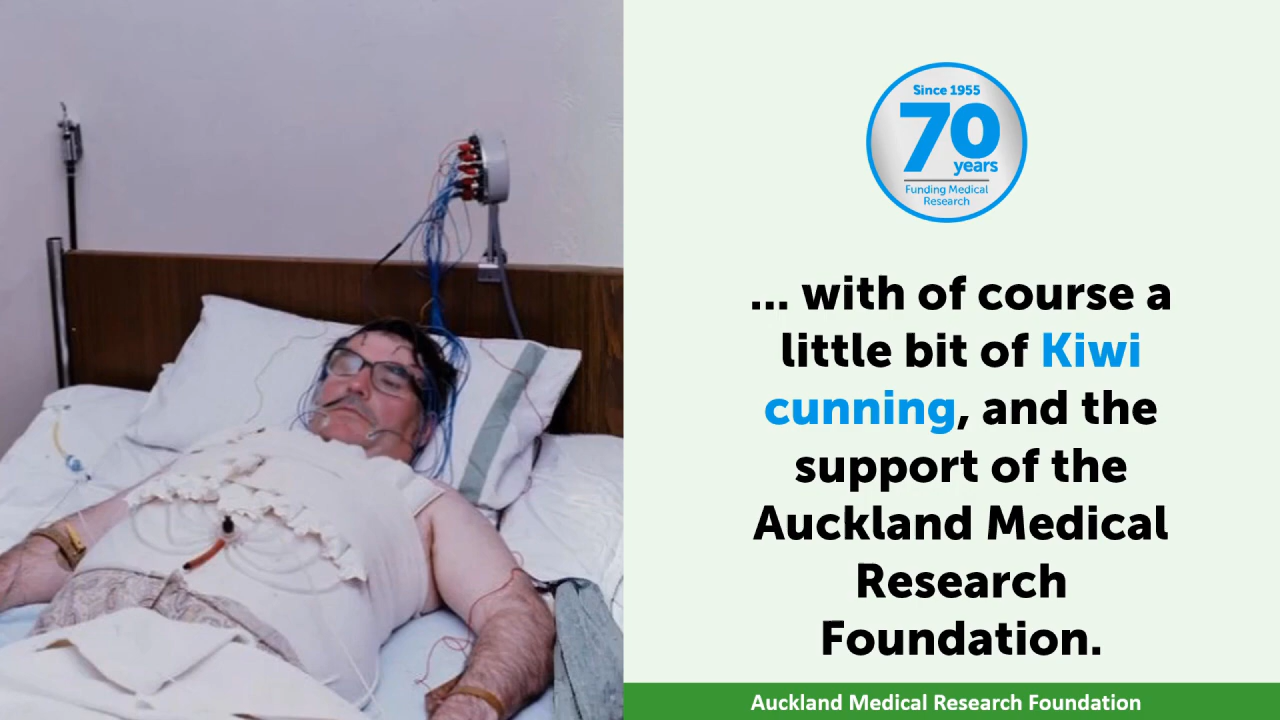 Since 1955
70
years
Funding Medical
Research
... with of course a
little bit of Kiwi
cunning, and the
support of the
Auckland Medical
Research
Foundation.
Auckland Medical Research Foundation